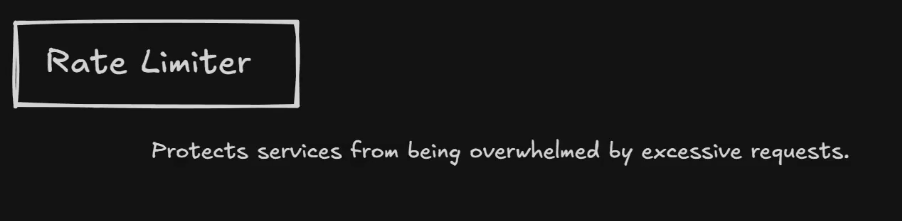 Rate Limiter
Protects services from being overwhelmed by excessive requests.